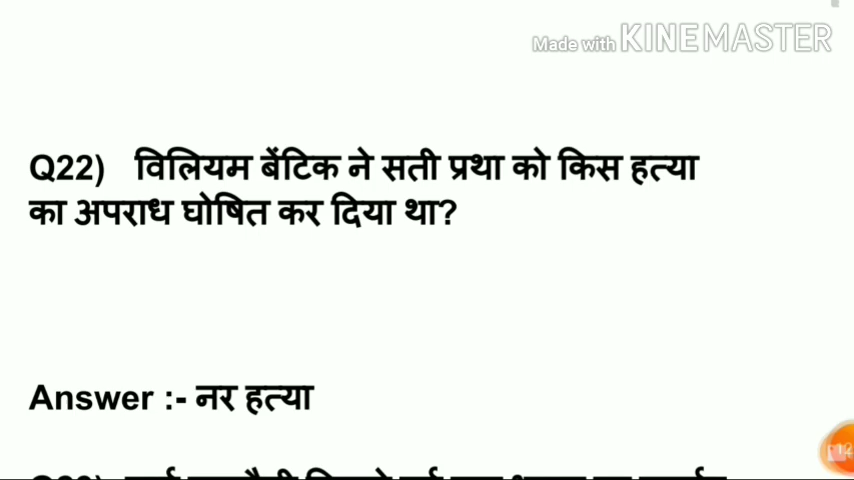 Made with KINEMASTER
Q22) विलियम बेंटिक ने सती प्रथा को किस हत्या
का अपराध घोषित कर दिया था?
Answer :- नर हत्या